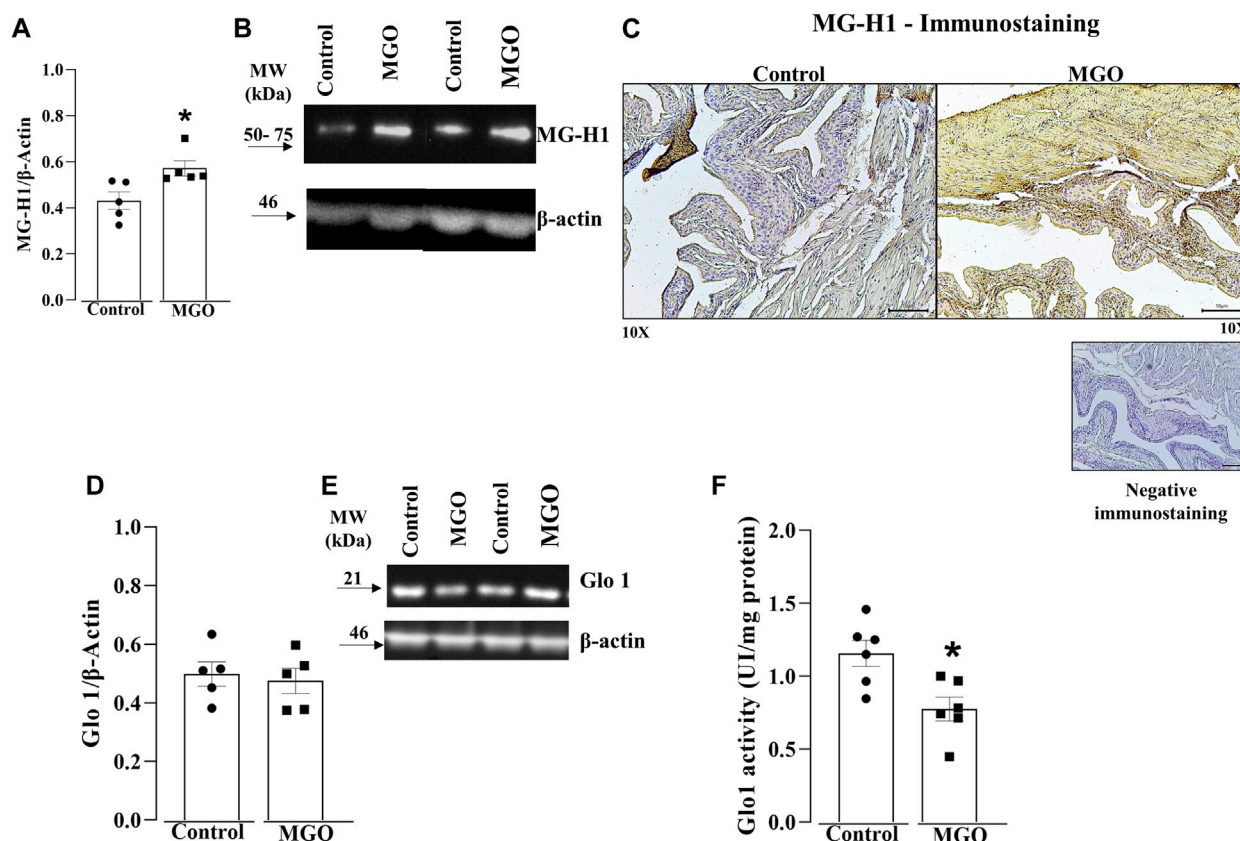 MG-H1 - Immunostaining
A
B
C
Control
MGO
Control
MGO
MW
(kDa)
50- 75
MG-H1
46
β-actin
MG-H1/β-Actin
1.0
0.8
0.6
0.4
0.2
0.0
*
Control
MGO
Control
MGO
10µm
10X
10X
Negative
immunostaining
D
E
F
Glo 1/β-Actin
1.0
0.8
0.6
0.4
0.2
0.0
Control
MGO
MW
(kDa)
Control
MGO
Control
MGO
21
Glo 1
46
β-actin
Glo1 activity (UI/mg protein)
2.0
1.5
1.0
0.5
0.0
*
Control
MGO